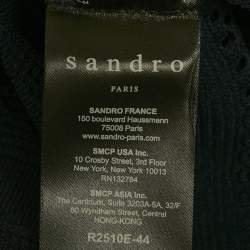 sandro
PARIS
SANDRO FRANCE
150 boulevard Haussmann
75008 Paris
www.sandro-paris.com
SMCP USA Inc.
10 Crosby Street, 3rd Floor
New York, New York 10013
RN132784
SMCP ASIA Inc.
The Centrium, Suite 3203A-5A, 32/F
60 Wyndham Street, Central
HONG-KONG
R2510E-44